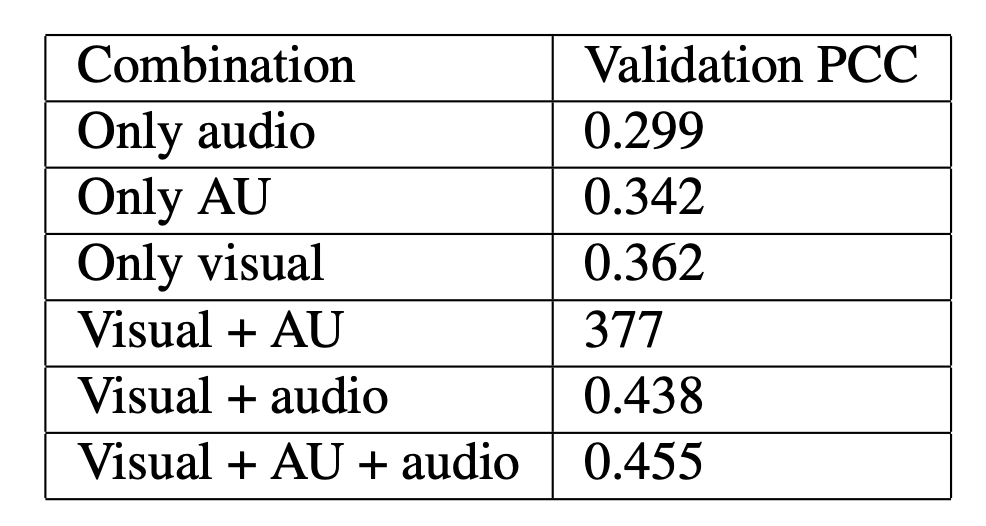 Combination Validation PCC
Only audio 0.299
Only AU 0.342
Only visual 0.362
Visual + AU 377
Visual + audio 0.438
Visual + AU + audio 0.455